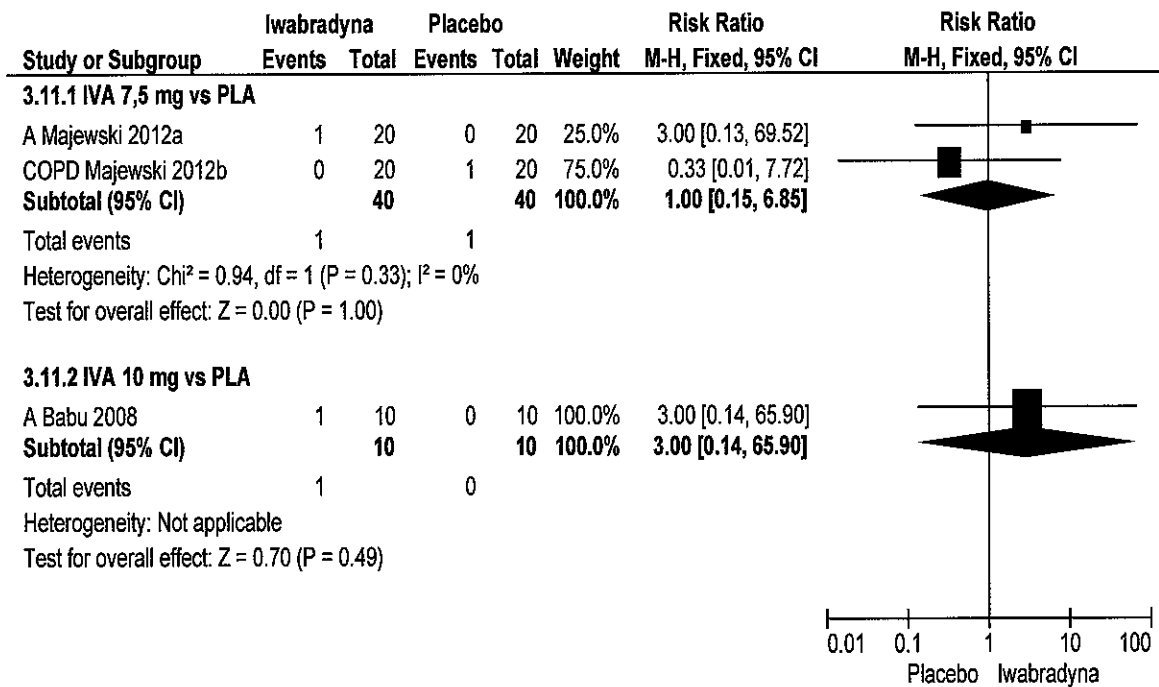 Iwabradyna Placebo Risk Ratio Risk Ratio
Study or Subgroup Events Total Events Total Weight M-H, Fixed, 95% CI M-H, Fixed, 95% CI
3.11.1 IVA 7,5 mg vs PLA
A Majewski 2012a 1 20 0 20 25.0% 3.00 [0.13, 69.52]
COPD Majewski 2012b 0 20 1 20 75.0% 0.33 [0.01, 7.72]
Subtotal (95% CI) 40 40 100.0% 1.00 [0.15, 6.85]
Total events 1 1
Heterogeneity: Chi² = 0.94, df = 1 (P = 0.33); I² = 0%
Test for overall effect: Z = 0.00 (P = 1.00)
3.11.2 IVA 10 mg vs PLA
A Babu 2008 1 10 0 10 100.0% 3.00 [0.14, 65.90]
Subtotal (95% CI) 10 10 100.0% 3.00 [0.14, 65.90]
Total events 1 0
Heterogeneity: Not applicable
Test for overall effect: Z = 0.70 (P = 0.49)
0.01 0.1 1 10 100
Placebo Iwabradyna